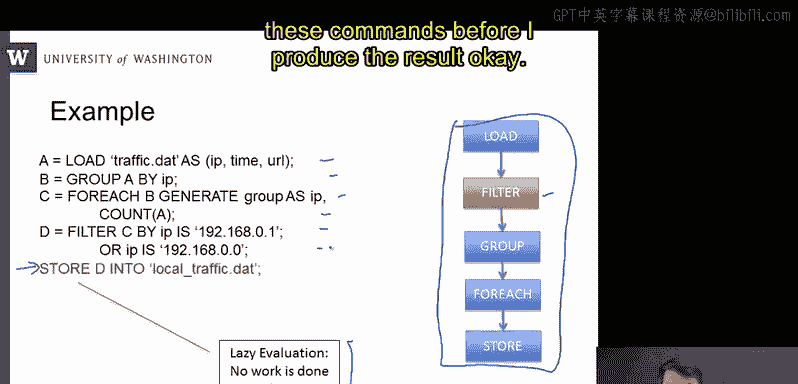 these commands before I
produce the result okay.
GPT中英字幕课程资源@bilibili.com
W
UNIVERSITY of WASHINGTON
Example
A = LOAD ‘traffic.dat’ AS (ip, time, url);
B = GROUP A BY ip;
C = FOREACH B GENERATE group AS ip,
COUNT(A);
D = FILTER C BY ip IS ‘192.168.0.1’;
OR ip IS ‘192.168.0.0’;
STORE D INTO ‘local_traffic.dat’;
Lazy Evaluation:
No work is done
LOAD
FILTER
GROUP
FOREACH
STORE